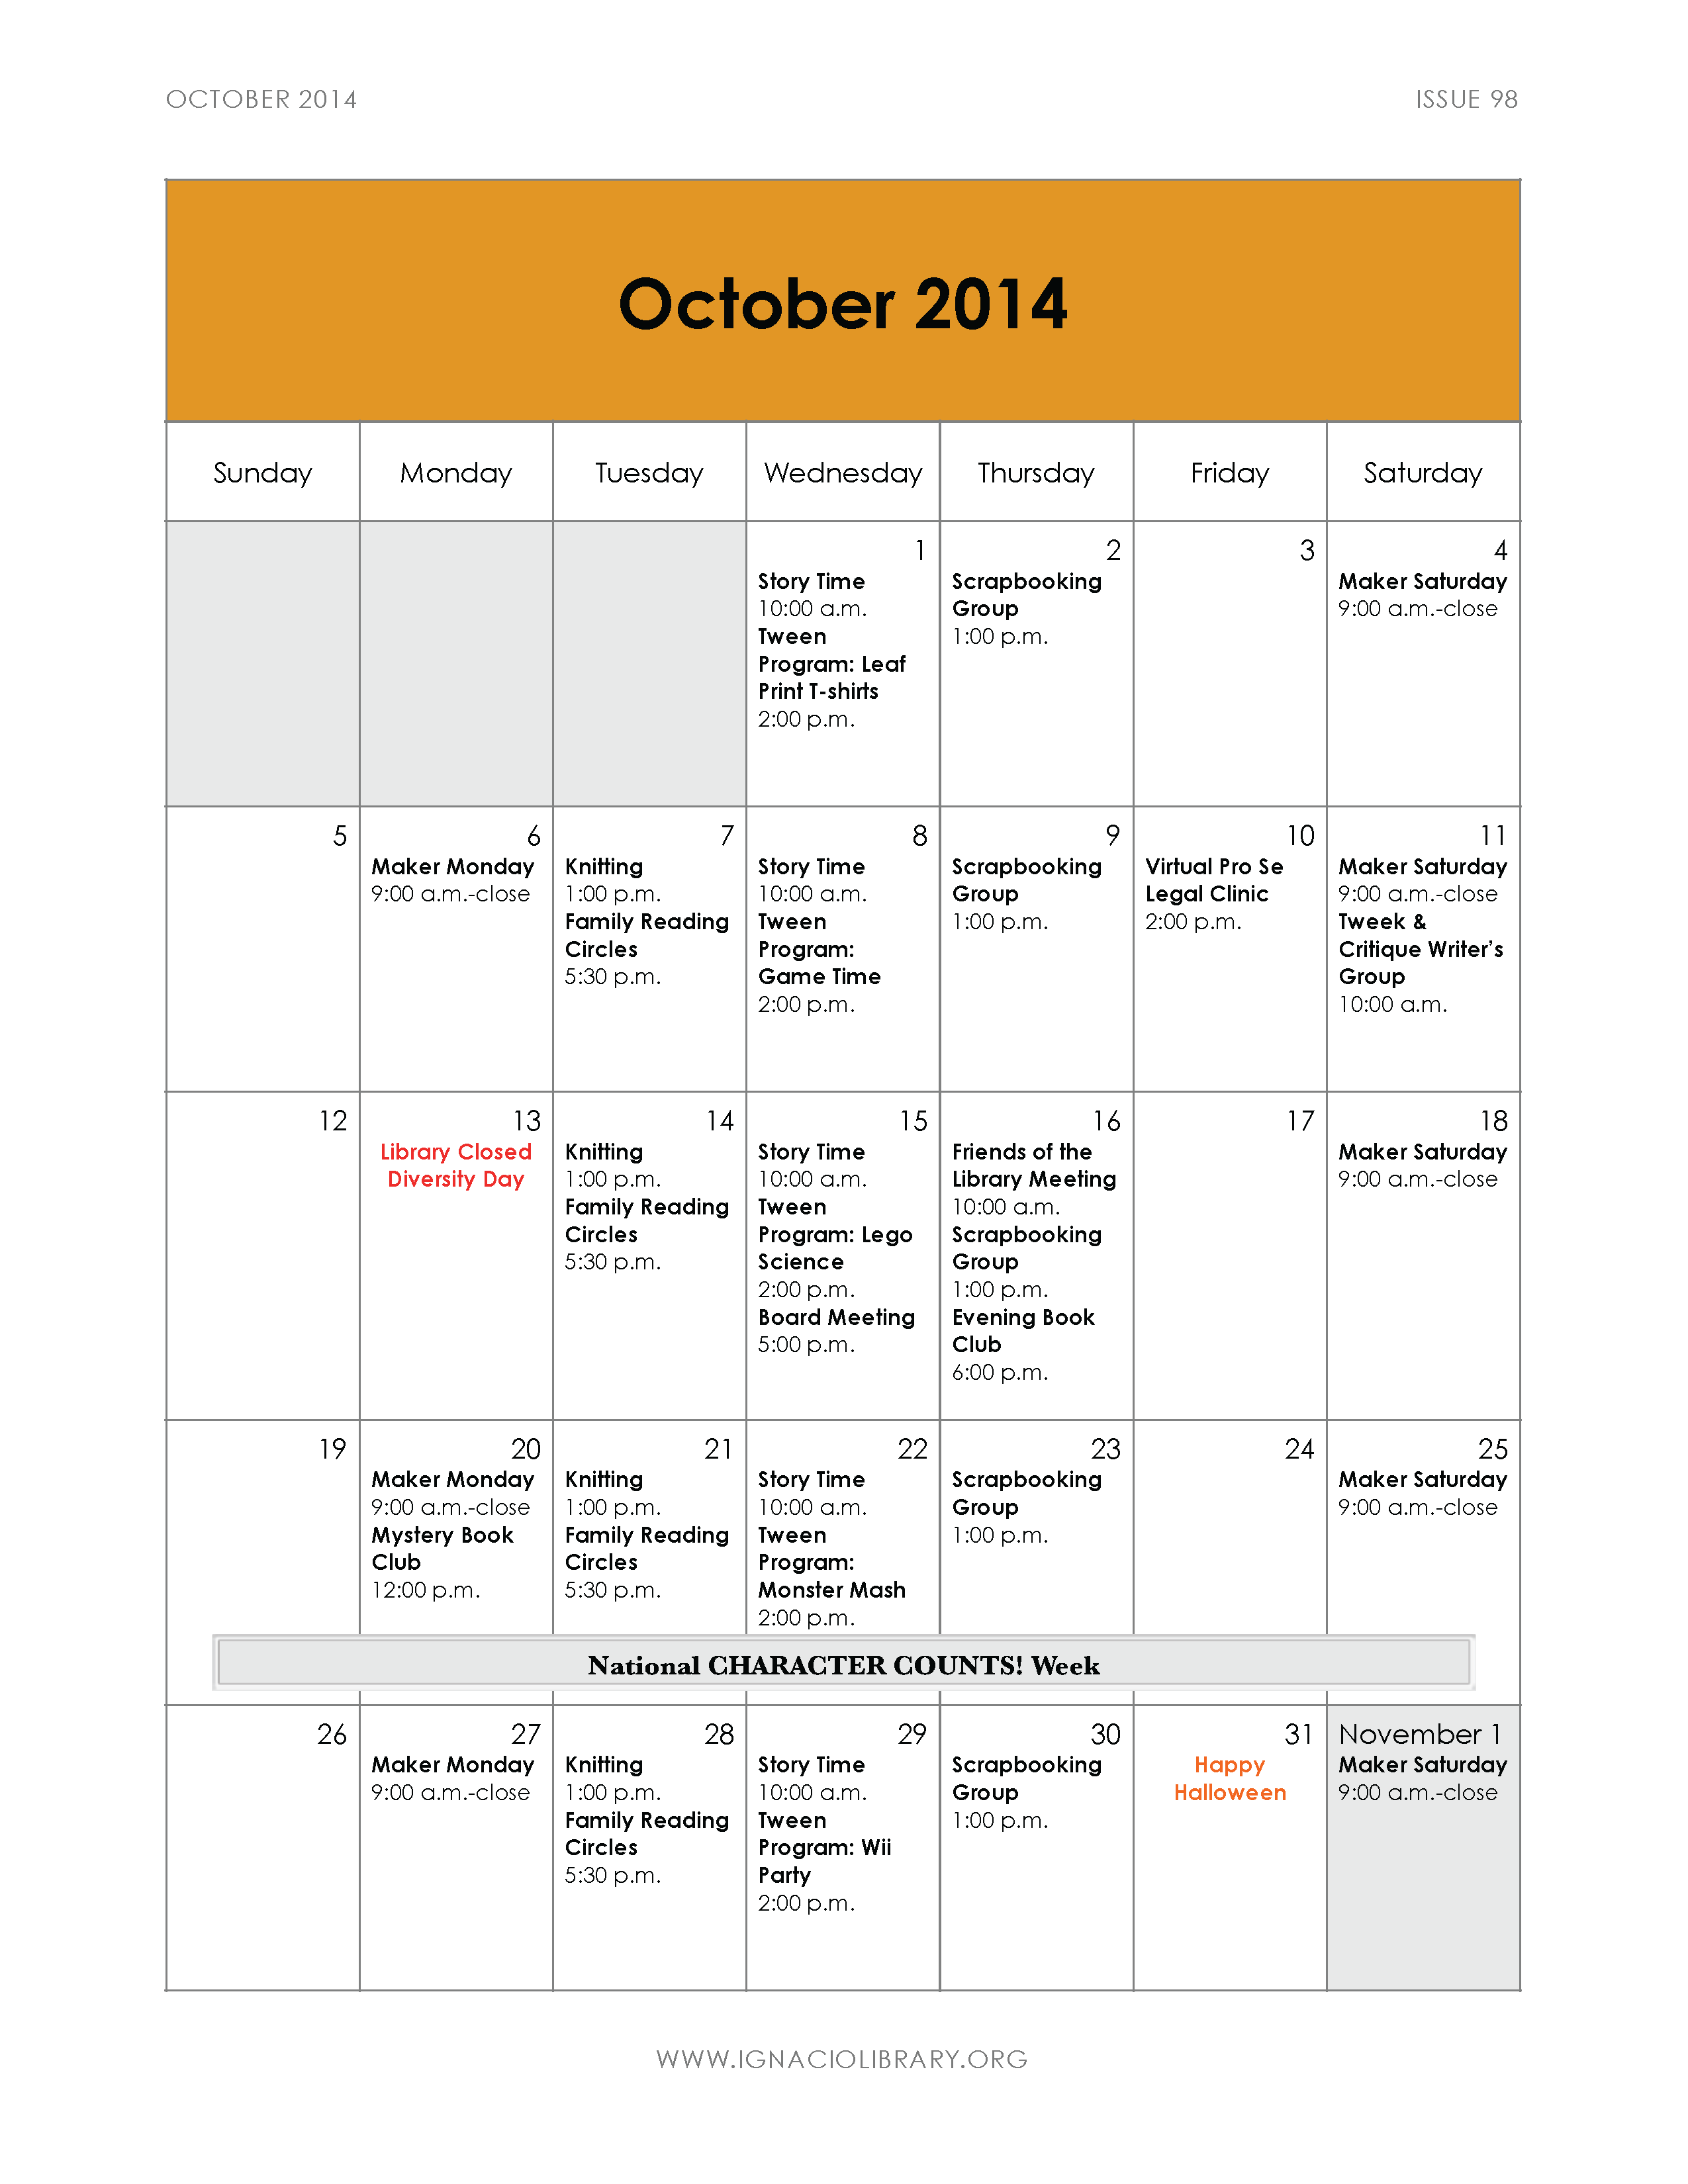 OCTOBER 2014
ISSUE 98
October 2014
Sunday
Monday
Tuesday
Wednesday
Thursday
Friday
Saturday
1
Story Time
10:00 a.m.
Tween
Program: Leaf
Print T-shirts
2:00 p.m.
2
Scrapbooking
Group
1:00 p.m.
3
4
Maker Saturday
9:00 a.m.-close
5
6
Maker Monday
9:00 a.m.-close
7
Knitting
1:00 p.m.
Family Reading
Circles
5:30 p.m.
8
Story Time
10:00 a.m.
Tween
Program:
Game Time
2:00 p.m.
9
Scrapbooking
Group
1:00 p.m.
10
Virtual Pro Se
Legal Clinic
2:00 p.m.
11
Maker Saturday
9:00 a.m.-close
Tweek &
Critique Writer’s
Group
10:00 a.m.
12
13
Library Closed
Diversity Day
14
Knitting
1:00 p.m.
Family Reading
Circles
5:30 p.m.
15
Story Time
10:00 a.m.
Tween
Program: Lego
Science
2:00 p.m.
Board Meeting
5:00 p.m.
16
Friends of the
Library Meeting
10:00 a.m.
Scrapbooking
Group
1:00 p.m.
Evening Book
Club
6:00 p.m.
17
18
Maker Saturday
9:00 a.m.-close
19
20
Maker Monday
9:00 a.m.-close
Mystery Book
Club
12:00 p.m.
21
Knitting
1:00 p.m.
Family Reading
Circles
5:30 p.m.
22
Story Time
10:00 a.m.
Tween
Program:
Monster Mash
2:00 p.m.
23
Scrapbooking
Group
1:00 p.m.
24
25
Maker Saturday
9:00 a.m.-close
National CHARACTER COUNTS! Week
26
27
Maker Monday
9:00 a.m.-close
28
Knitting
1:00 p.m.
Family Reading
Circles
5:30 p.m.
29
Story Time
10:00 a.m.
Tween
Program: Wii
Party
2:00 p.m.
30
Scrapbooking
Group
1:00 p.m.
31
Happy
Halloween
November 1
Maker Saturday
9:00 a.m.-close
WWW.IGNACIOLIBRARY.ORG